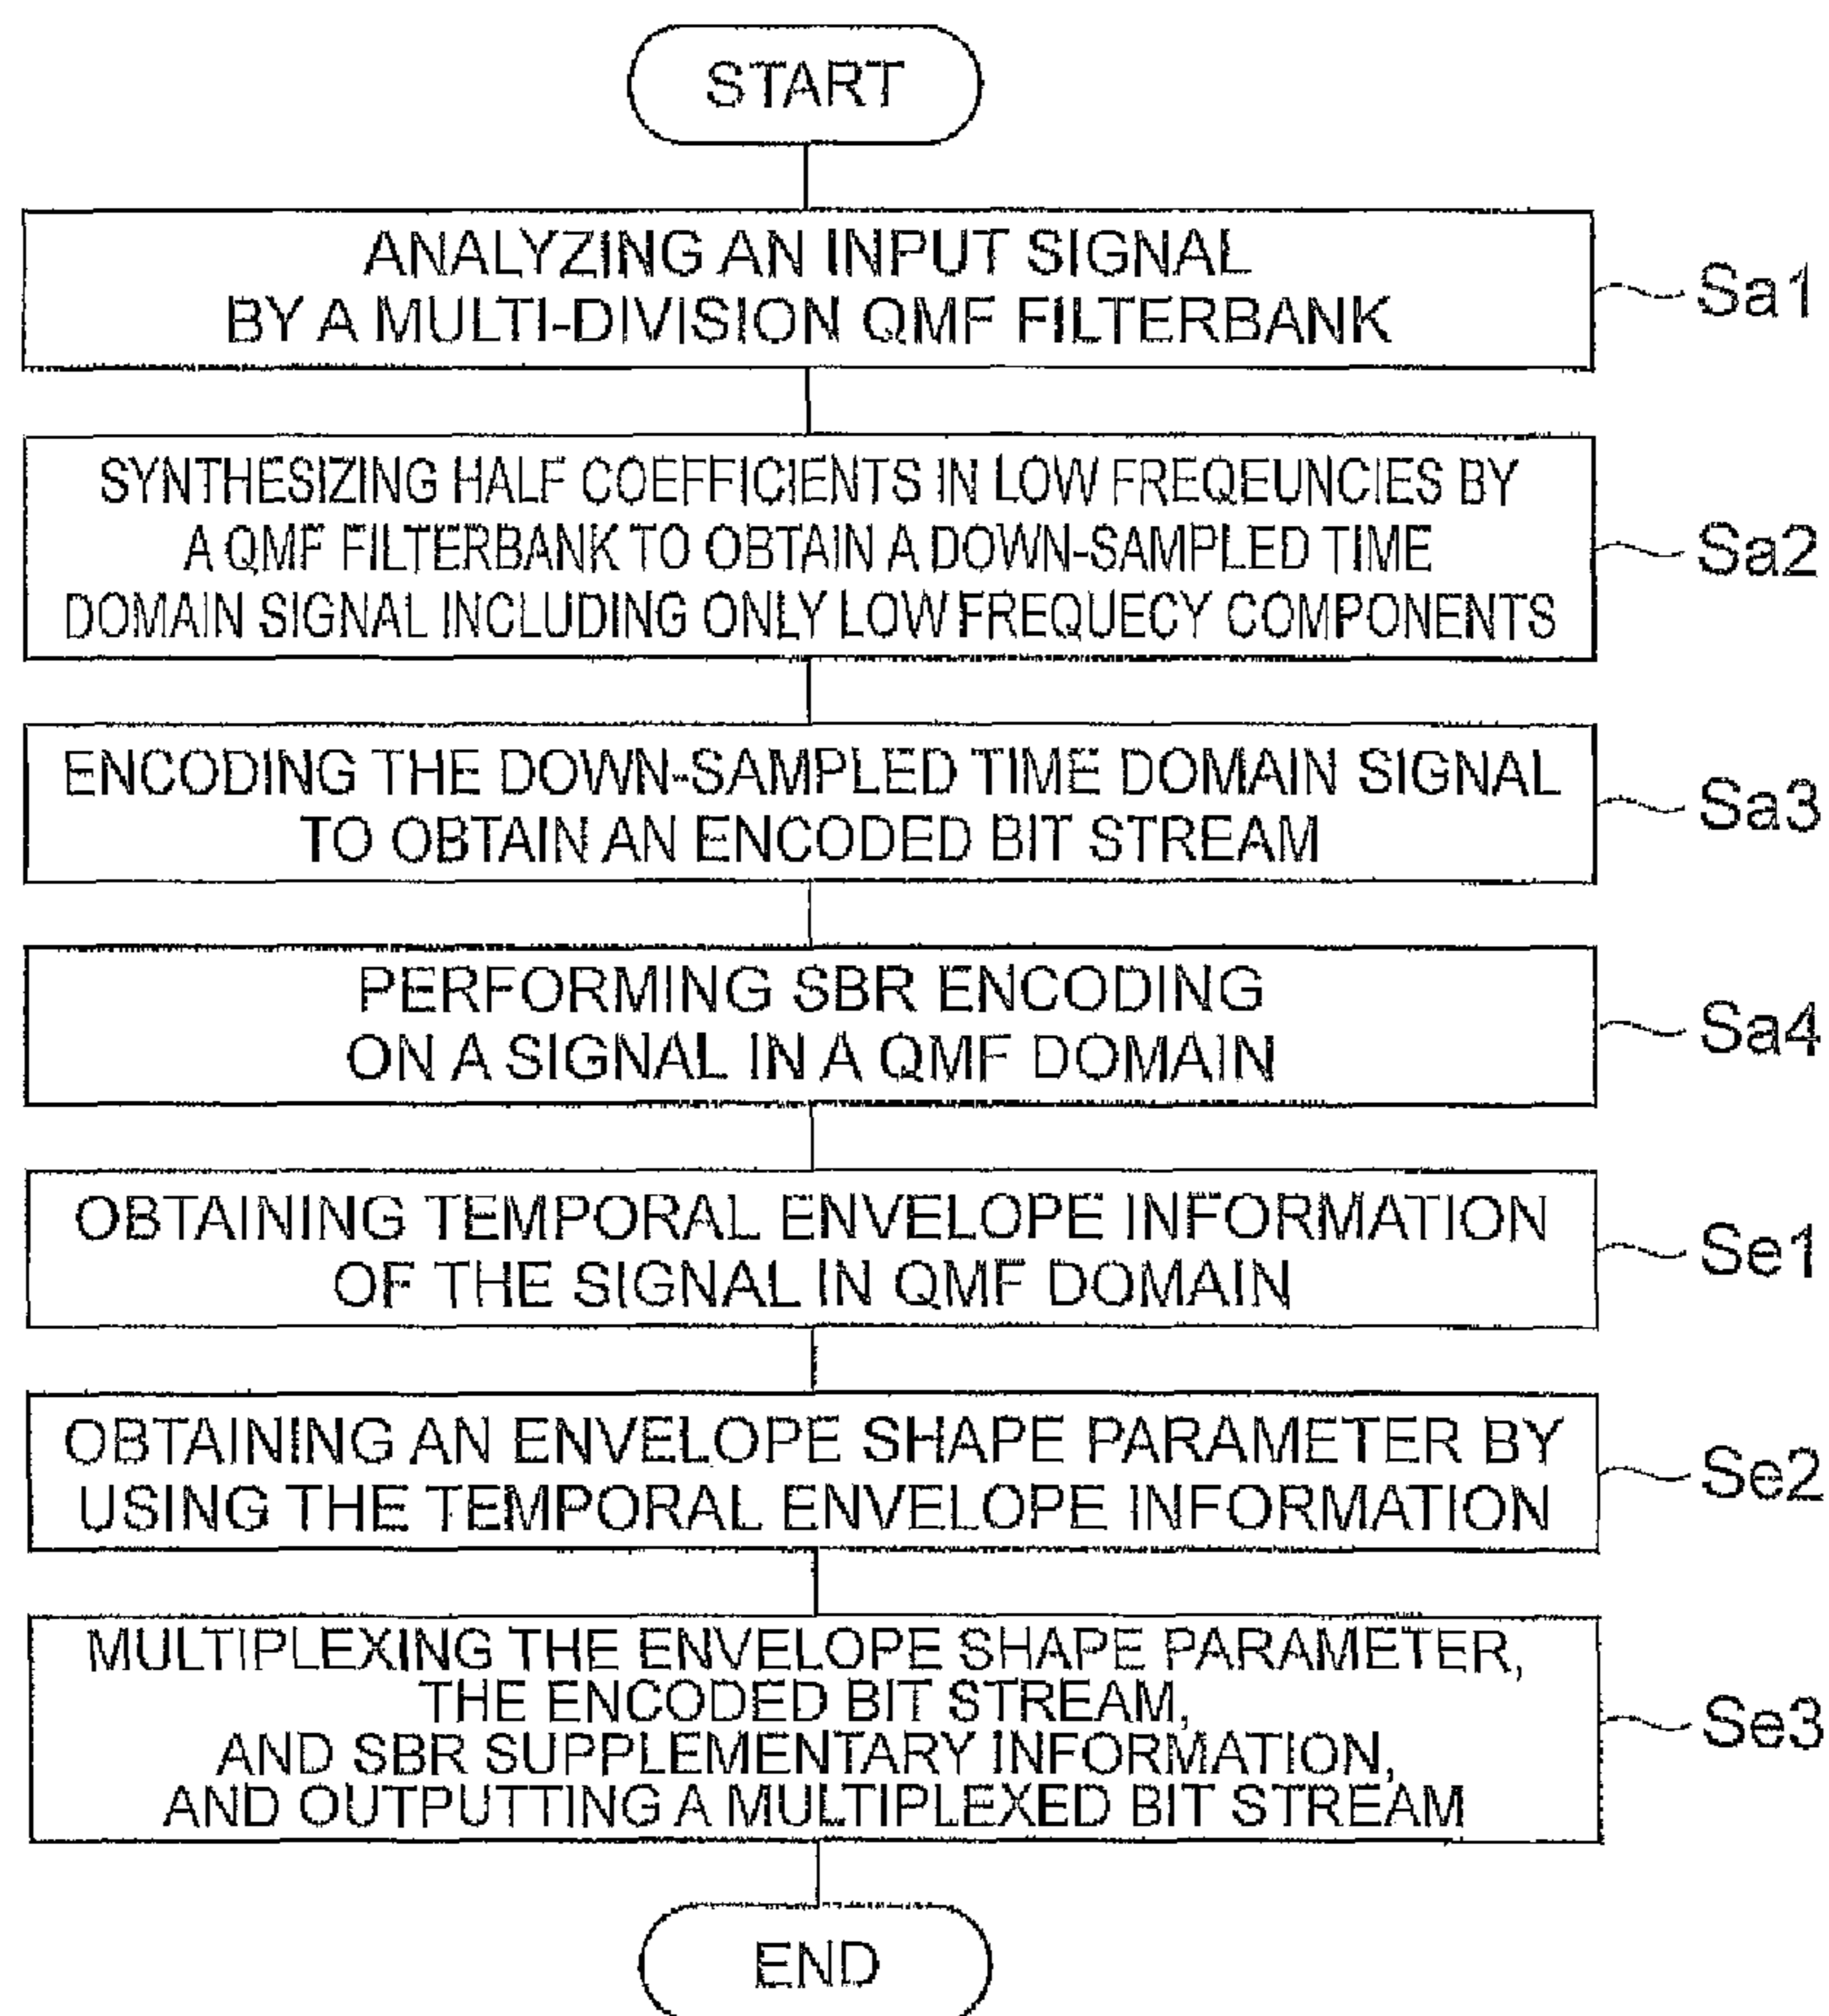 START
ANALYZING AN INPUT SIGNAL
BY A MULTI-DIVISION QMF FILTERBANK
Sa1
SYNTHESIZING HALF COEFFICIENTS IN LOW FREQEUNCIES BY
A QMF FILTERBANK TO OBTAIN A DOWN-SAMPLED TIME
DOMAIN SIGNAL INCLUDING ONLY LOW FREQUECY COMPONENTS
Sa2
ENCODING THE DOWN-SAMPLED TIME DOMAIN SIGNAL
TO OBTAIN AN ENCODED BIT STREAM
Sa3
PERFORMING SBR ENCODING
ON A SIGNAL IN A QMF DOMAIN
Sa4
OBTAINING TEMPORAL ENVELOPE INFORMATION
OF THE SIGNAL IN QMF DOMAIN
Se1
OBTAINING AN ENVELOPE SHAPE PARAMETER BY
USING THE TEMPORAL ENVELOPE INFORMATION
Se2
MULTIPLEXING THE ENVELOPE SHAPE PARAMETER,
THE ENCODED BIT STREAM,
AND SBR SUPPLEMENTARY INFORMATION,
AND OUTPUTTING A MULTIPLEXED BIT STREAM
Se3
END